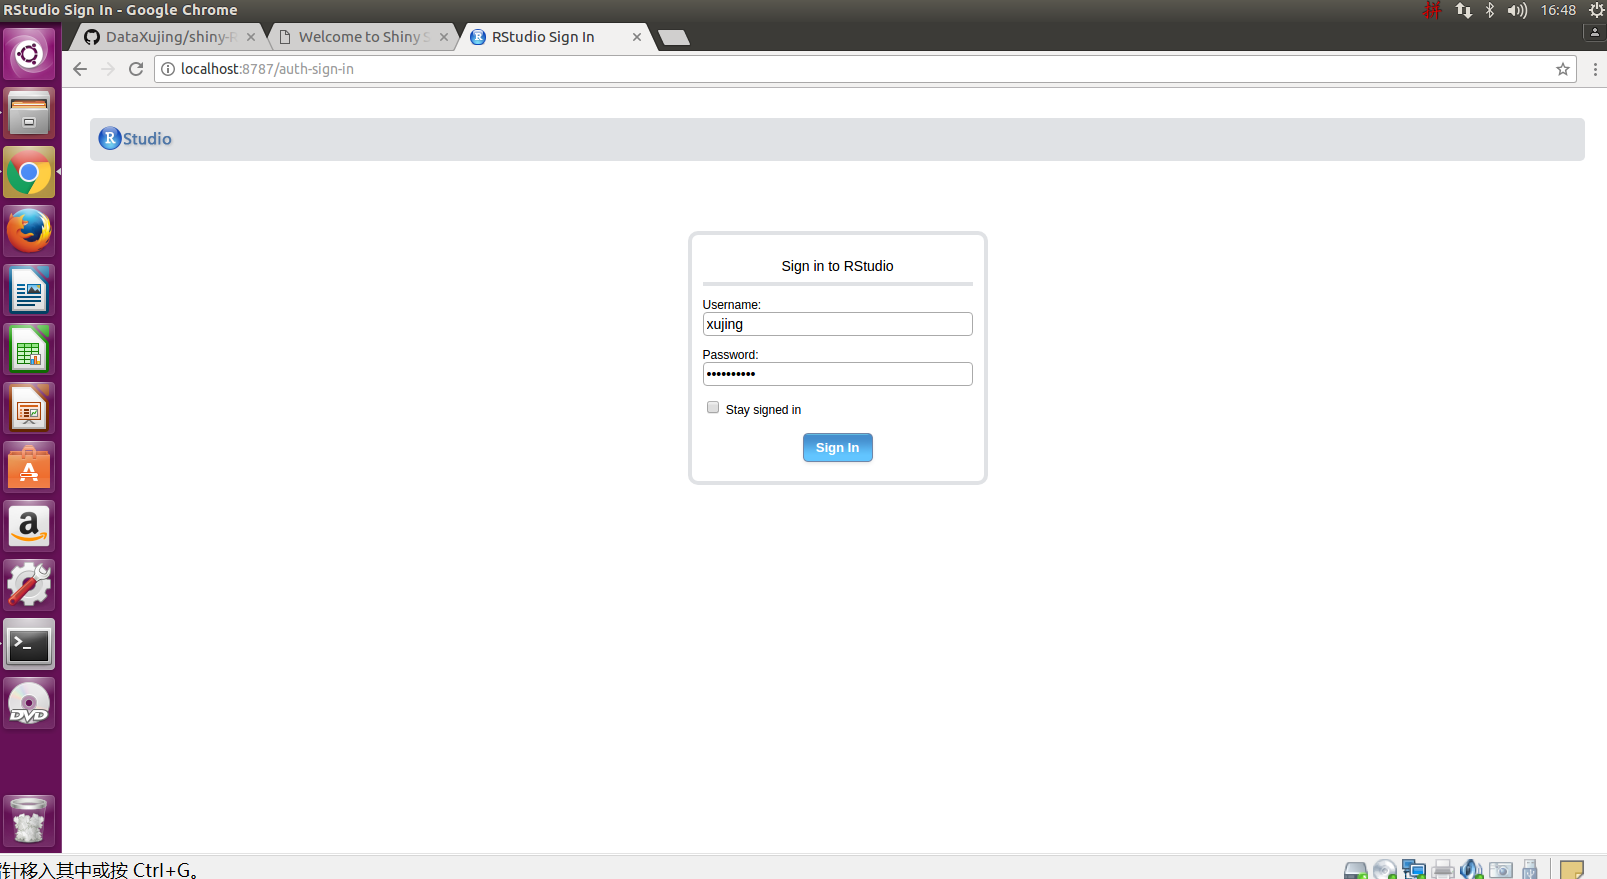 RStudio Sign In - Google Chrome
拼
16:48
DataXujing/shiny-R
Welcome to Shiny S
RStudio Sign In
localhost:8787/auth-sign-in
R Studio
Sign in to RStudio
Username:
xujing
Password:
••••••••••
Stay signed in
Sign In
A
a
>_
DVD
针移入其中或按 Ctrl+G。